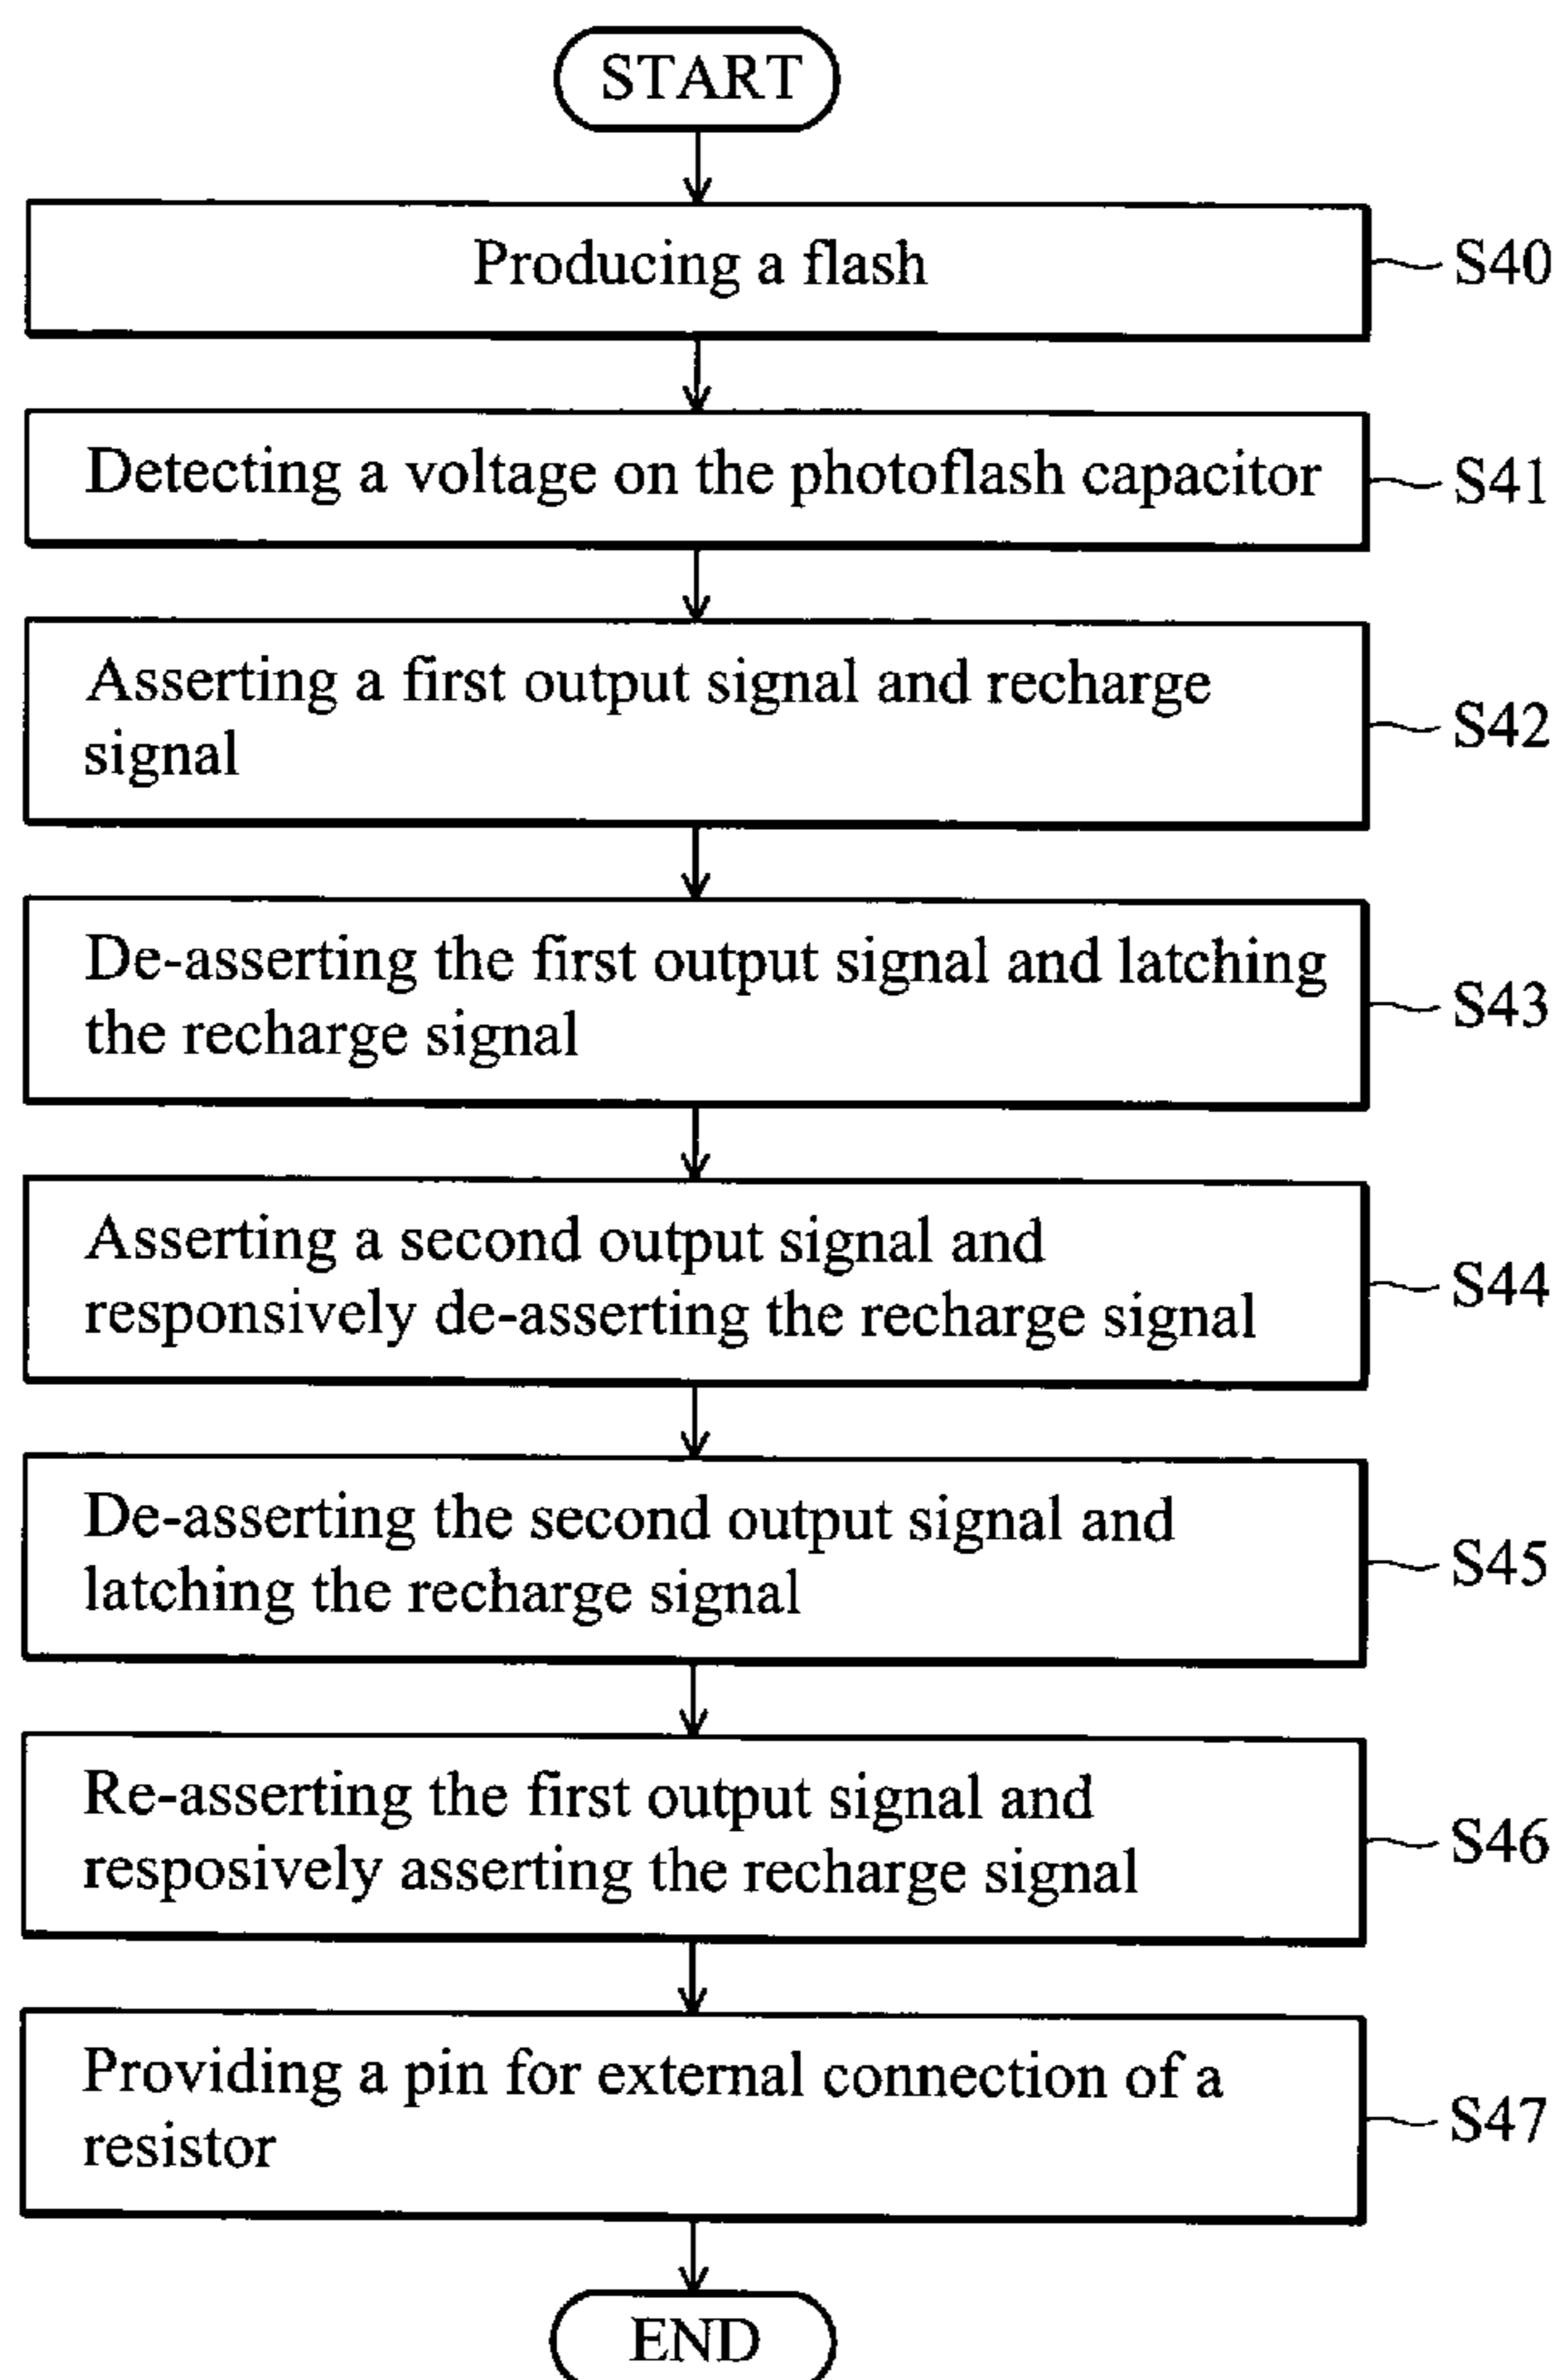 START
Producing a flash
S40
Detecting a voltage on the photoflash capacitor
S41
Asserting a first output signal and recharge
signal
S42
De-asserting the first output signal and latching
the recharge signal
S43
Asserting a second output signal and
responsively de-asserting the recharge signal
S44
De-asserting the second output signal and
latching the recharge signal
S45
Re-asserting the first output signal and
resposively asserting the recharge signal
S46
Providing a pin for external connection of a
resistor
S47
END